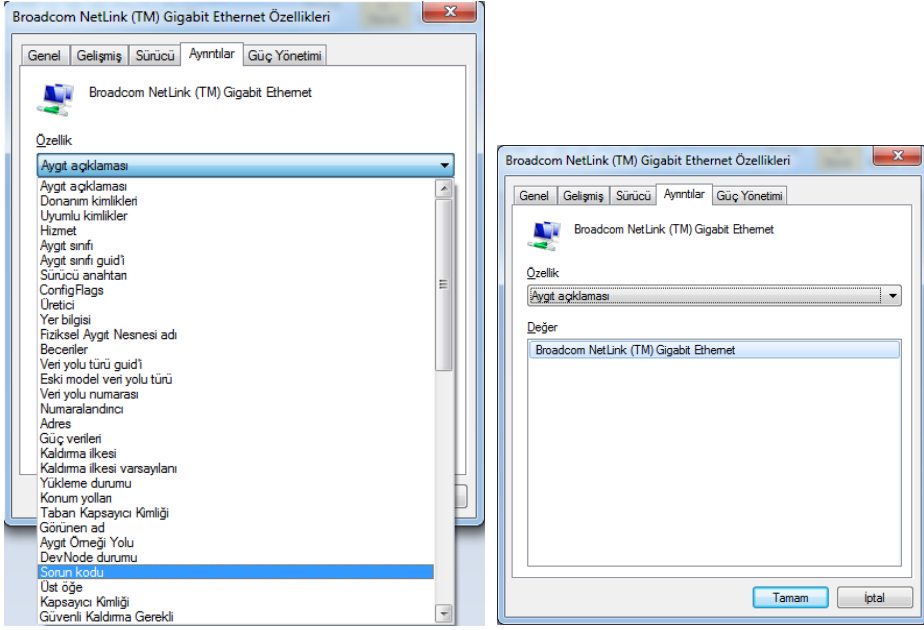 Broadcom NetLink (TM) Gigabit Ethernet Özellikleri
Genel Gelişmiş Sürücü Ayrıntılar Güç Yönetimi
Broadcom NetLink (TM) Gigabit Ethernet
Özellik
Aygıt açıklaması
Aygıt açıklaması
Donanım kimlikleri
Uyumlu kimlikler
Hizmet
Aygıt sınıfı
Aygıt sınıfı guid'i
Sürücü anahtarı
ConfigFlags
Üretici
Yer bilgisi
Fiziksel Aygıt Nesnesi adı
Beceriler
Veri yolu türü guid'i
Eski model veri yolu türü
Veri yolu numarası
Numaralandırıcı
Adres
Güç verileri
Kaldırma ilkesi
Kaldırma ilkesi varsayılanı
Yükleme durumu
Konum yolları
Taban Kapsayıcı Kimliği
Görünen ad
Aygıt Örneği Yolu
DevNode durumu
Sorun kodu
Üst öğe
Kapsayıcı Kimliği
Güvenli Kaldırma Gerekli
Broadcom NetLink (TM) Gigabit Ethernet Özellikleri
Genel Gelişmiş Sürücü Ayrıntılar Güç Yönetimi
Broadcom NetLink (TM) Gigabit Ethernet
Özellik
Aygıt açıklaması
Değer
Broadcom NetLink (TM) Gigabit Ethernet
Tamam İptal